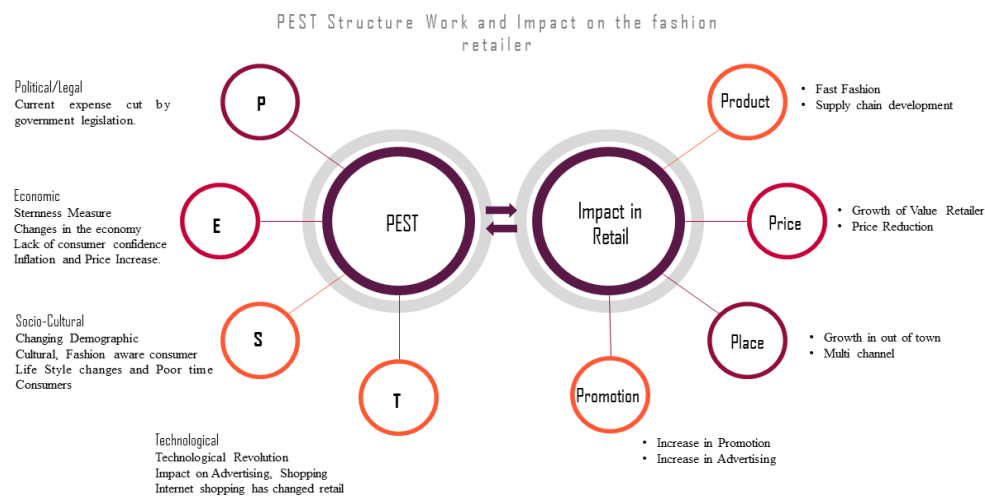 PEST Structure Work and Impact on the fashion
retailer
Political/Legal
Current expense cut by
government legislation.
P
Economic
Sternness Measure
Changes in the economy
Lack of consumer confidence
Inflation and Price Increase.
E
Socio-Cultural
Changing Demographic
Cultural, Fashion aware consumer
Life Style changes and Poor time
Consumers
S
Technological
Technological Revolution
Impact on Advertising, Shopping
Internet shopping has changed retail
T
PEST
Impact in
Retail
Product
• Fast Fashion
• Supply chain development
Price
• Growth of Value Retailer
• Price Reduction
Place
• Growth in out of town
• Multi channel
Promotion
• Increase in Promotion
• Increase in Advertising